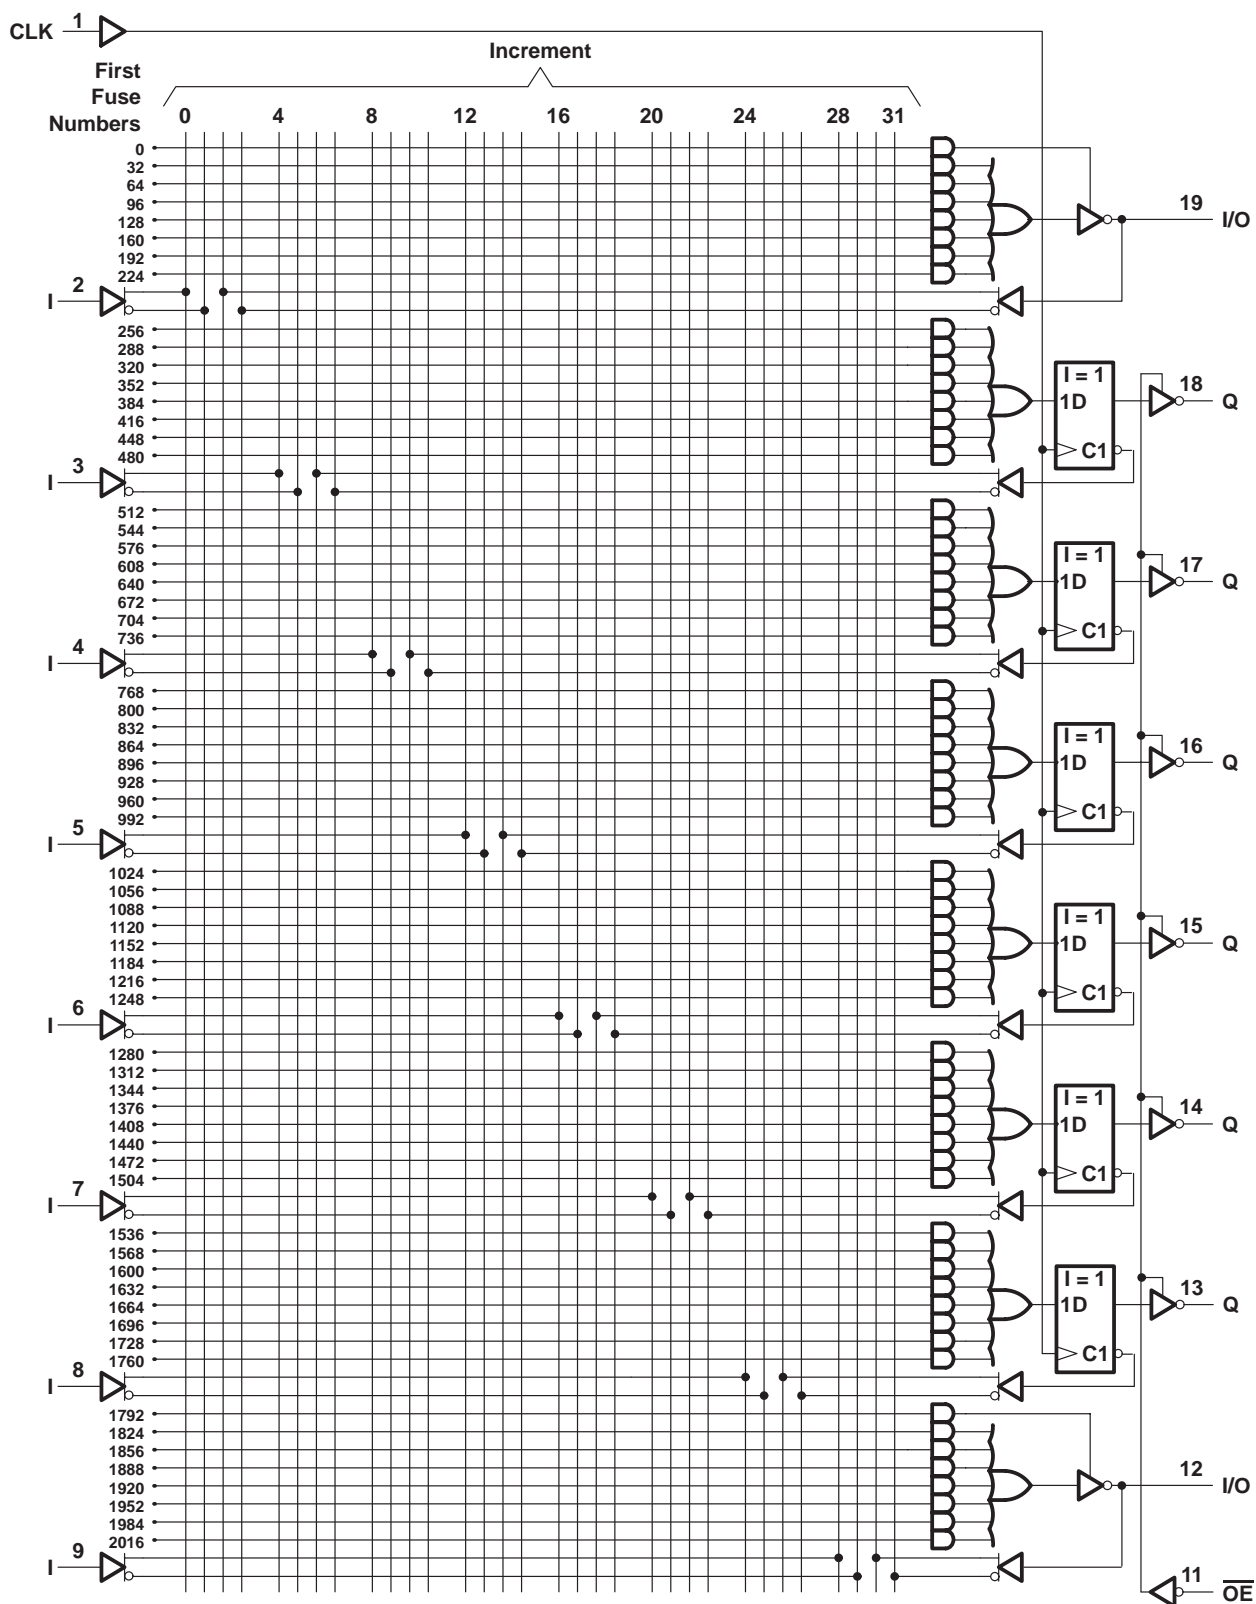 CLK 1
Increment
First
Fuse
Numbers
0 4 8 12 16 20 24 28 31
0
32
64
96
128
160
192
224
19 I/O
I 2
256
288
320
352
384
416
448
480
I = 1
1D
C1
18 Q
I 3
512
544
576
608
640
672
704
736
I = 1
1D
C1
17 Q
I 4
768
800
832
864
896
928
960
992
I = 1
1D
C1
16 Q
I 5
1024
1056
1088
1120
1152
1184
1216
1248
I = 1
1D
C1
15 Q
I 6
1280
1312
1344
1376
1408
1440
1472
1504
I = 1
1D
C1
14 Q
I 7
1536
1568
1600
1632
1664
1696
1728
1760
I = 1
1D
C1
13 Q
I 8
1792
1824
1856
1888
1920
1952
1984
2016
12 I/O
I 9
11 O̅E̅